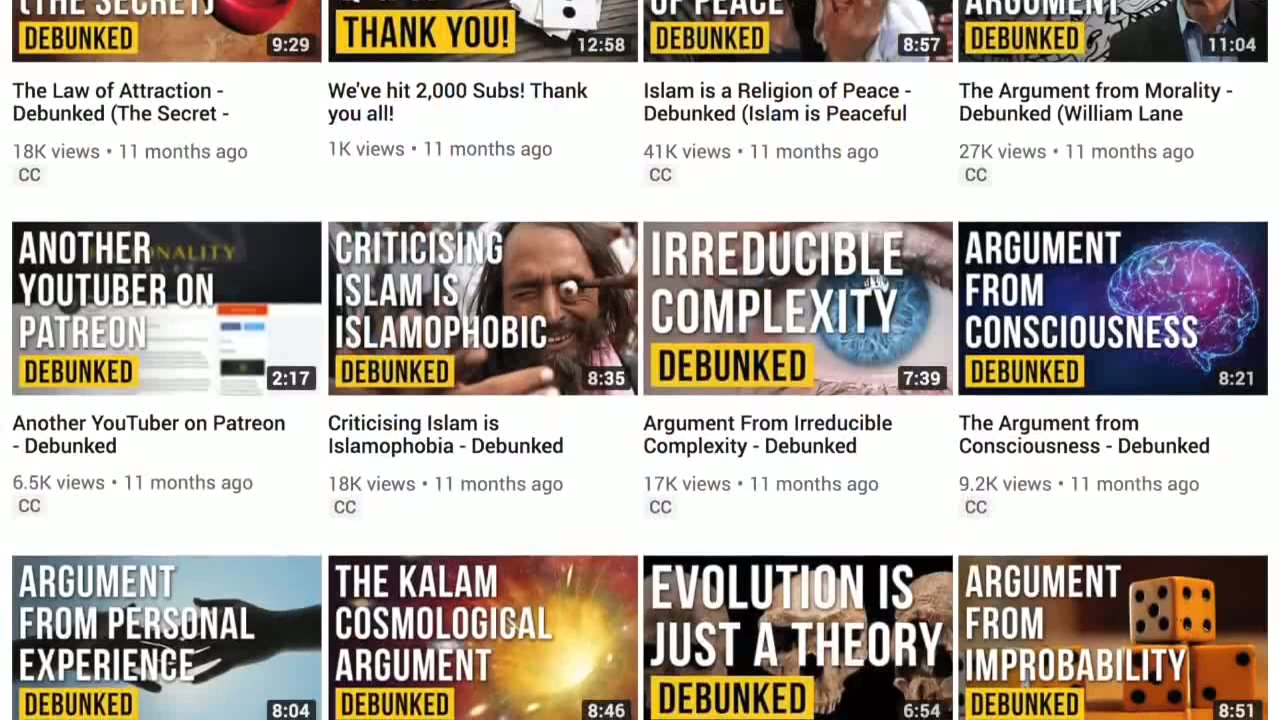 (THE SECRET)
DEBUNKED
9:29
THANK YOU!
12:58
OF PEACE
DEBUNKED
8:57
ARGUMENT
DEBUNKED
11:04
The Law of Attraction -
Debunked (The Secret -
18K views • 11 months ago
CC
We've hit 2,000 Subs! Thank
you all!
1K views • 11 months ago
Islam is a Religion of Peace -
Debunked (Islam is Peaceful
41K views • 11 months ago
CC
The Argument from Morality -
Debunked (William Lane
27K views • 11 months ago
CC
ANOTHER
YOUTUBER ON
PATREON
DEBUNKED
2:17
CRITICISING
ISLAM IS
ISLAMOPHOBIC
DEBUNKED
8:35
IRREDUCIBLE
COMPLEXITY
DEBUNKED
7:39
ARGUMENT
FROM
CONSCIOUSNESS
DEBUNKED
8:21
Another YouTuber on Patreon
- Debunked
6.5K views • 11 months ago
CC
Criticising Islam is
Islamophobia - Debunked
18K views • 11 months ago
CC
Argument From Irreducible
Complexity - Debunked
17K views • 11 months ago
CC
The Argument from
Consciousness - Debunked
9.2K views • 11 months ago
CC
ARGUMENT
FROM PERSONAL
EXPERIENCE
DEBUNKED
8:04
THE KALAM
COSMOLOGICAL
ARGUMENT
DEBUNKED
8:46
EVOLUTION IS
JUST A THEORY
DEBUNKED
6:54
ARGUMENT
FROM
IMPROBABILITY
DEBUNKED
8:51